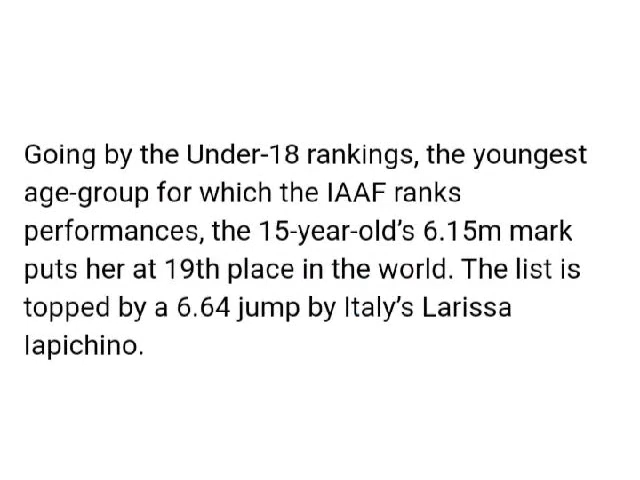 Going by the Under-18 rankings, the youngest
age-group for which the IAAF ranks
performances, the 15-year-old’s 6.15m mark
puts her at 19th place in the world. The list is
topped by a 6.64 jump by Italy’s Larissa
Iapichino.